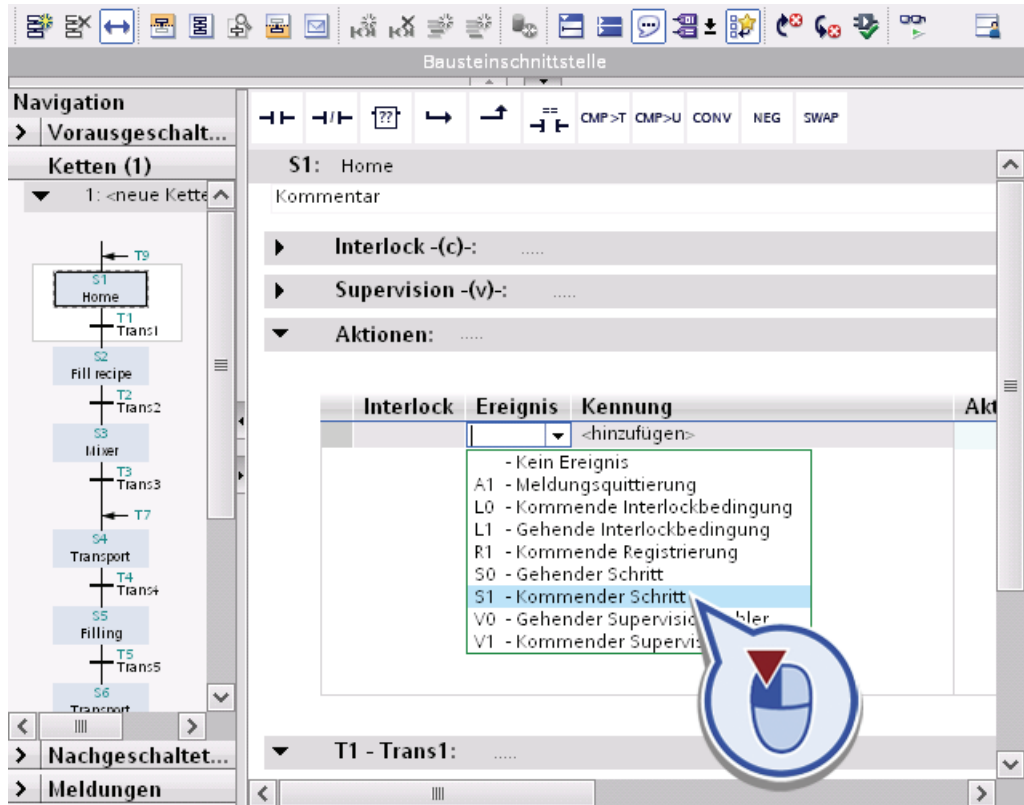 Bausteinschnittstelle
Navigation
Vorausgeschalt...
Ketten (1)
1: <neue Kette
T9
S1
Home
T1
Trans1
S2
Fill recipe
T2
Trans2
S3
Mixer
T3
Trans3
T7
S4
Transport
T4
Trans4
S5
Filling
T5
Trans5
S6
Transport
Nachgeschaltet...
Meldungen
?? == CMP>T CMP>U CONV NEG SWAP
S1: Home
Kommentar
Interlock -(c)-: .....
Supervision -(v)-: .....
Aktionen: .....
Interlock Ereignis Kennung Akt
<hinzufügen>
- Kein Ereignis
A1 - Meldungsquittierung
L0 - Kommende Interlockbedingung
L1 - Gehende Interlockbedingung
R1 - Kommende Registrierung
S0 - Gehender Schritt
S1 - Kommender Schritt
V0 - Gehender
V1 - Kommender
T1 - Trans1: .....